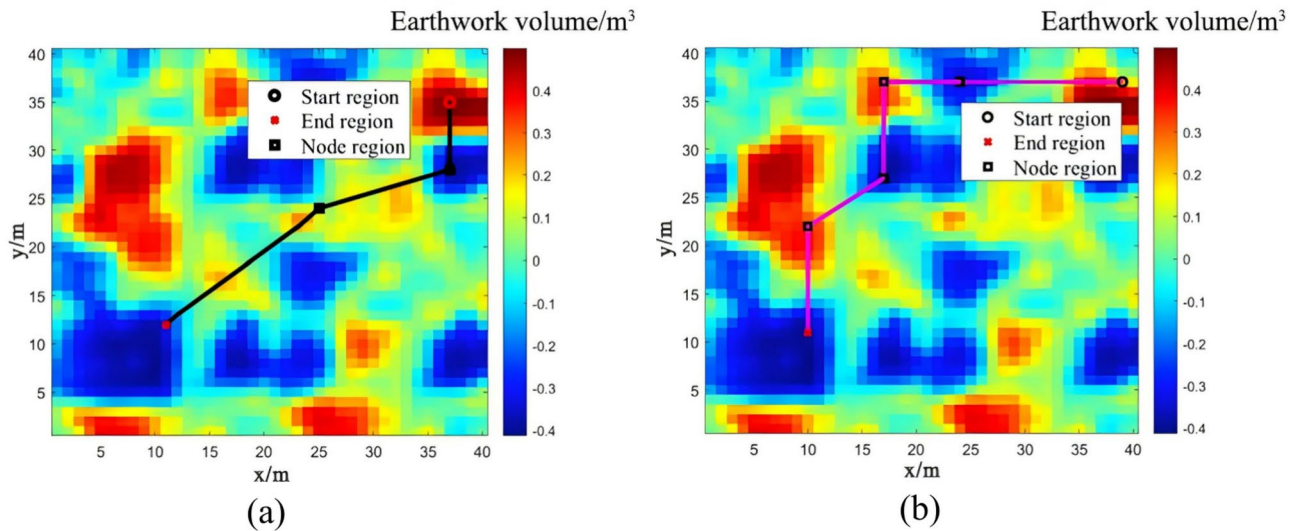 Earthwork volume/m³
40
35
30
25
20
15
10
5
y/m
5 10 15 20 25 30 35 40
x/m
Start region
End region
Node region
0.4
0.3
0.2
0.1
0
-0.1
-0.2
-0.3
-0.4
(a)
Earthwork volume/m³
40
35
30
25
20
15
10
5
y/m
5 10 15 20 25 30 35 40
x/m
Start region
End region
Node region
0.4
0.3
0.2
0.1
0
-0.1
-0.2
-0.3
-0.4
(b)